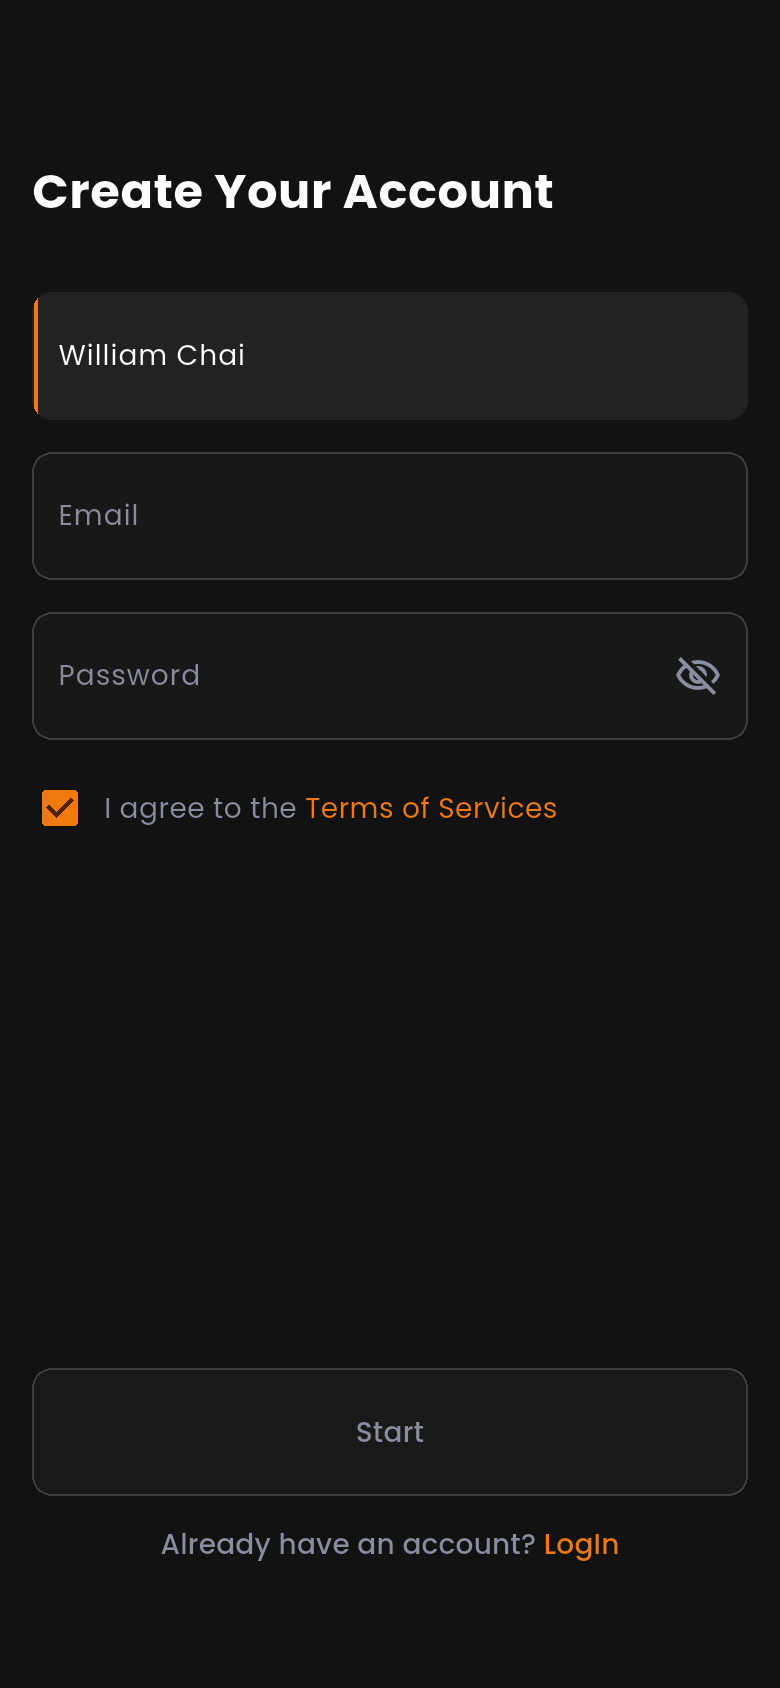 Create Your Account
William Chai
Email
Password
I agree to the Terms of Services
Start
Already have an account? LogIn